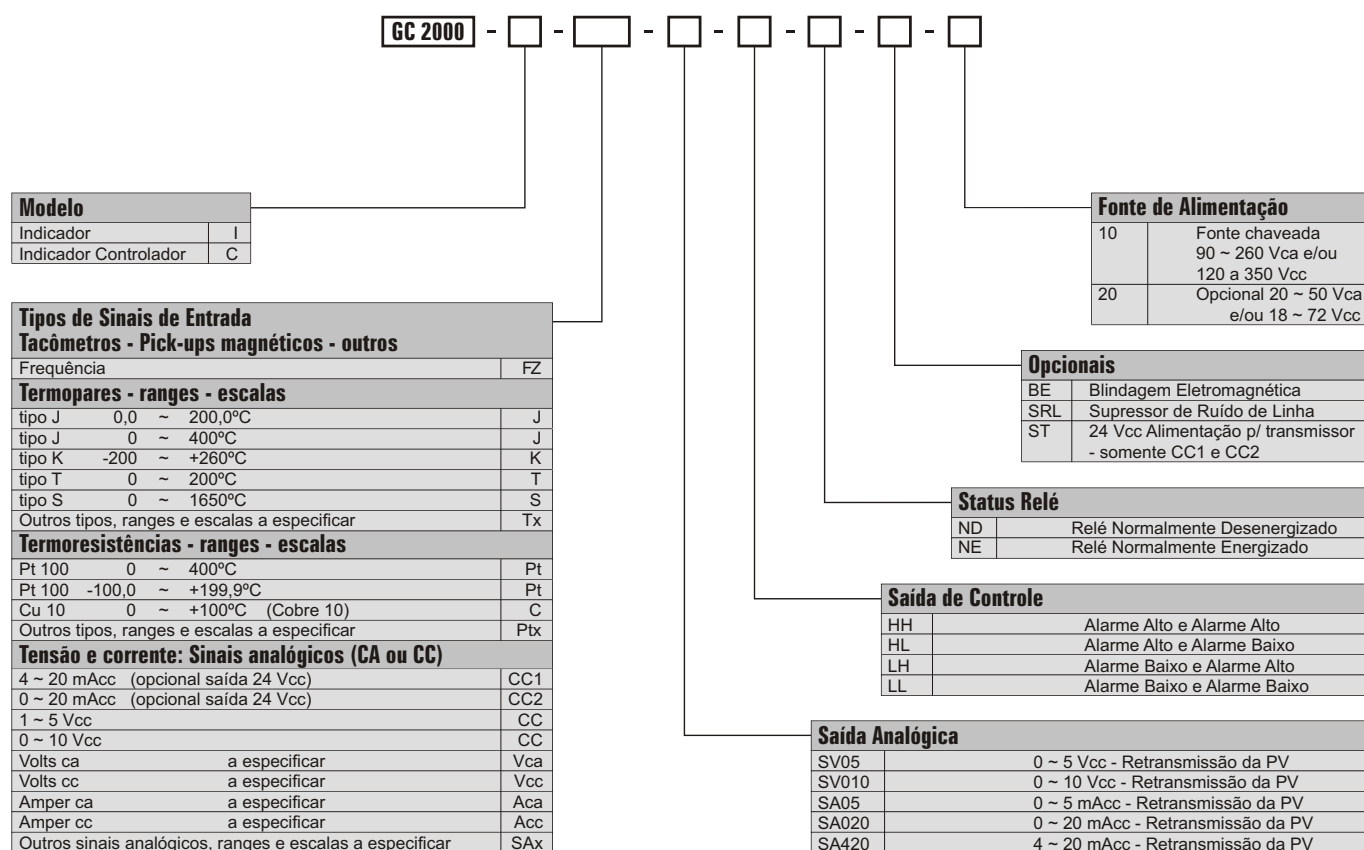 GC 2000 - - - - - - -
Modelo
Indicador I
Indicador Controlador C
Tipos de Sinais de Entrada
Tacômetros - Pick-ups magnéticos - outros
Frequência FZ
Termopares - ranges - escalas
tipo J 0,0 ~ 200,0ºC J
tipo J 0 ~ 400ºC J
tipo K -200 ~ +260ºC K
tipo T 0 ~ 200ºC T
tipo S 0 ~ 1650ºC S
Outros tipos, ranges e escalas a especificar Tx
Termoresistências - ranges - escalas
Pt 100 0 ~ 400ºC Pt
Pt 100 -100,0 ~ +199,9ºC Pt
Cu 10 0 ~ +100ºC (Cobre 10) C
Outros tipos, ranges e escalas a especificar Ptx
Tensão e corrente: Sinais analógicos (CA ou CC)
4 ~ 20 mAcc (opcional saída 24 Vcc) CC1
0 ~ 20 mAcc (opcional saída 24 Vcc) CC2
1 ~ 5 Vcc CC
0 ~ 10 Vcc CC
Volts ca a especificar Vca
Volts cc a especificar Vcc
Amper ca a especificar Aca
Amper cc a especificar Acc
Outros sinais analógicos, ranges e escalas a especificar SAx
Fonte de Alimentação
10 Fonte chaveada
90 ~ 260 Vca e/ou
120 a 350 Vcc
20 Opcional 20 ~ 50 Vca
e/ou 18 ~ 72 Vcc
Opcionais
BE Blindagem Eletromagnética
SRL Supressor de Ruído de Linha
ST 24 Vcc Alimentação p/ transmissor
- somente CC1 e CC2
Status Relé
ND Relé Normalmente Desenergizado
NE Relé Normalmente Energizado
Saída de Controle
HH Alarme Alto e Alarme Alto
HL Alarme Alto e Alarme Baixo
LH Alarme Baixo e Alarme Alto
LL Alarme Baixo e Alarme Baixo
Saída Analógica
SV05 0 ~ 5 Vcc - Retransmissão da PV
SV010 0 ~ 10 Vcc - Retransmissão da PV
SA05 0 ~ 5 mAcc - Retransmissão da PV
SA020 0 ~ 20 mAcc - Retransmissão da PV
SA420 4 ~ 20 mAcc - Retransmissão da PV